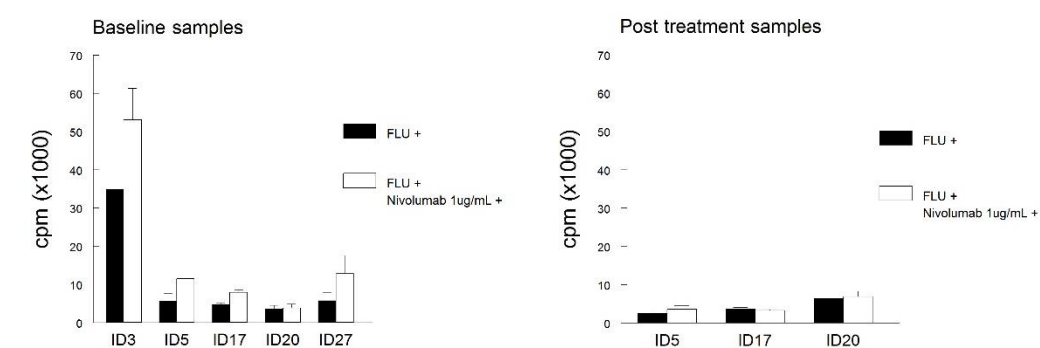 Baseline samples
70
60
50
40
30
20
10
0
cpm (x1000)
ID3 ID5 ID17 ID20 ID27
FLU +
FLU +
Nivolumab 1ug/mL +
Post treatment samples
70
60
50
40
30
20
10
0
cpm (x1000)
ID5 ID17 ID20
FLU +
FLU +
Nivolumab 1ug/mL +